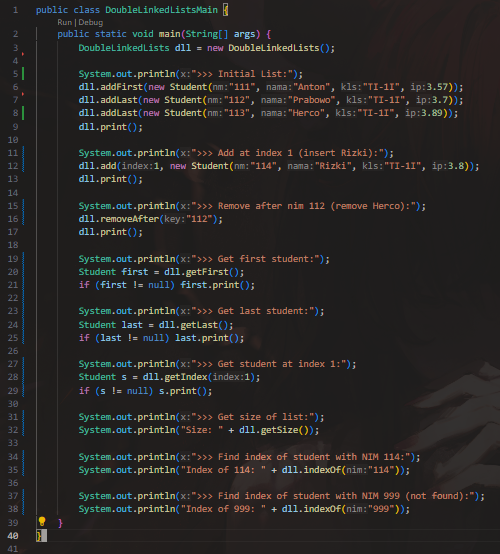 1 public class DoubleLinkedListsMain {
Run | Debug
2 public static void main(String[] args) {
3 DoubleLinkedLists dll = new DoubleLinkedLists();
4
5 System.out.println(x:">>> Initial List:");
6 dll.addFirst(new Student(nm:"111", nama:"Anton", kls:"TI-1I", ip:3.57));
7 dll.addLast(new Student(nm:"112", nama:"Prabowo", kls:"TI-1I", ip:3.7));
8 dll.addLast(new Student(nm:"113", nama:"Herco", kls:"TI-1I", ip:3.89));
9 dll.print();
10
11 System.out.println(x:">>> Add at index 1 (insert Rizki):");
12 dll.add(index:1, new Student(nm:"114", nama:"Rizki", kls:"TI-1I", ip:3.8));
13 dll.print();
14
15 System.out.println(x:">>> Remove after nim 112 (remove Herco):");
16 dll.removeAfter(key:"112");
17 dll.print();
18
19 System.out.println(x:">>> Get first student:");
20 Student first = dll.getFirst();
21 if (first != null) first.print();
22
23 System.out.println(x:">>> Get last student:");
24 Student last = dll.getLast();
25 if (last != null) last.print();
26
27 System.out.println(x:">>> Get student at index 1:");
28 Student s = dll.getIndex(index:1);
29 if (s != null) s.print();
30
31 System.out.println(x:">>> Get size of list:");
32 System.out.println("Size: " + dll.getSize());
33
34 System.out.println(x:">>> Find index of student with NIM 114:");
35 System.out.println("Index of 114: " + dll.indexOf(nim:"114"));
36
37 System.out.println(x:">>> Find index of student with NIM 999 (not found):");
38 System.out.println("Index of 999: " + dll.indexOf(nim:"999"));
39 }
40 }
41